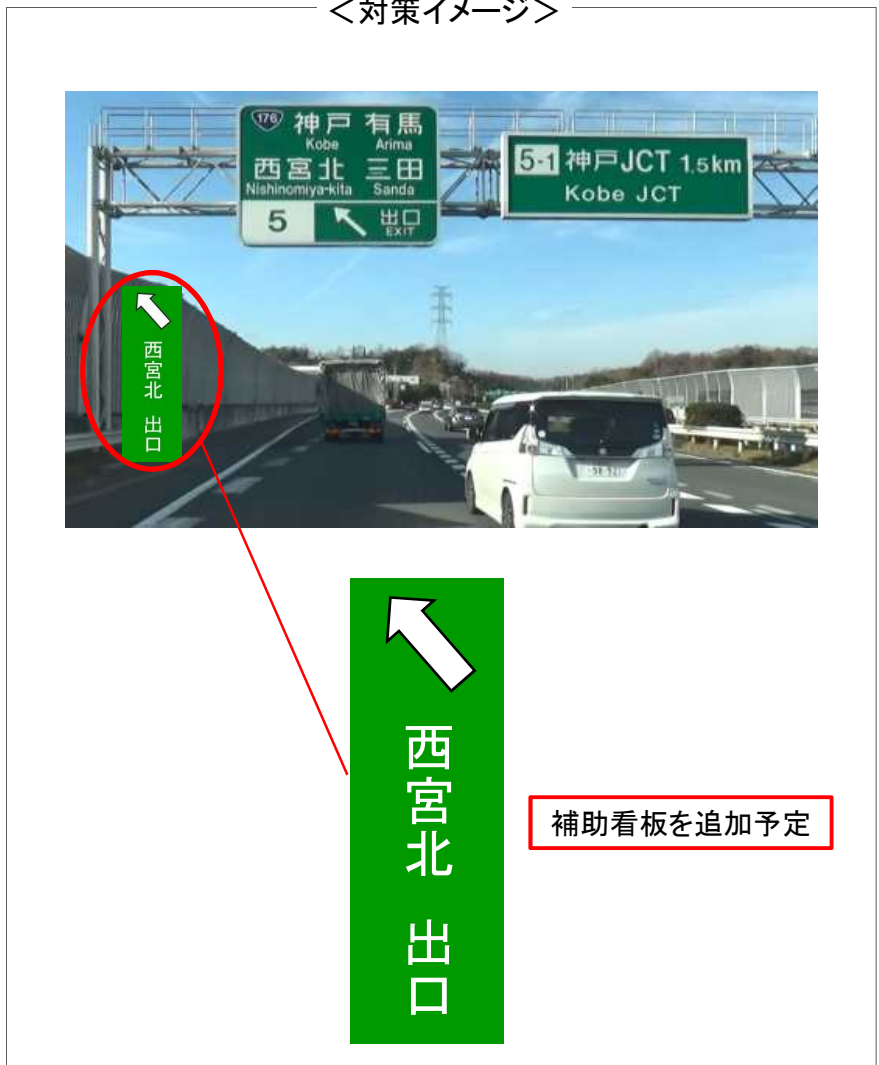 ＜対策イメージ＞
176 神戸 有馬
Kobe Arima
西宮北 三田
Nishinomiya-kita Sanda
5 出口
EXIT
5-1 神戸JCT 1.5km
Kobe JCT
西宮北 出口
西宮北 出口
補助看板を追加予定